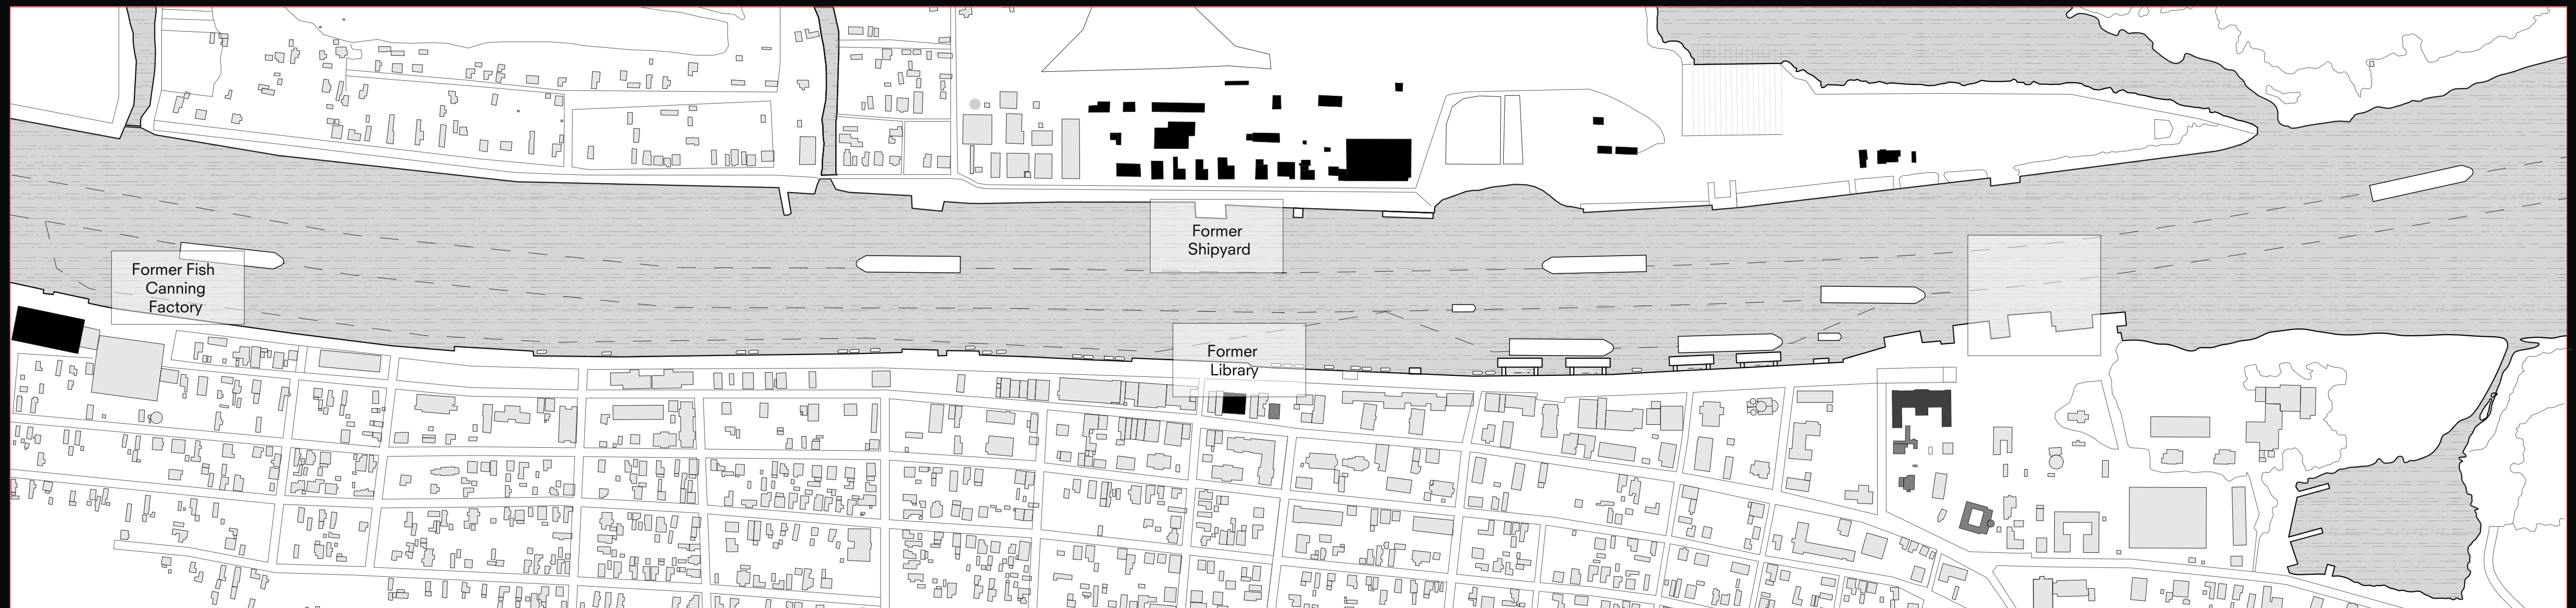 Former Fish
Canning
Factory
Former
Shipyard
Former
Library